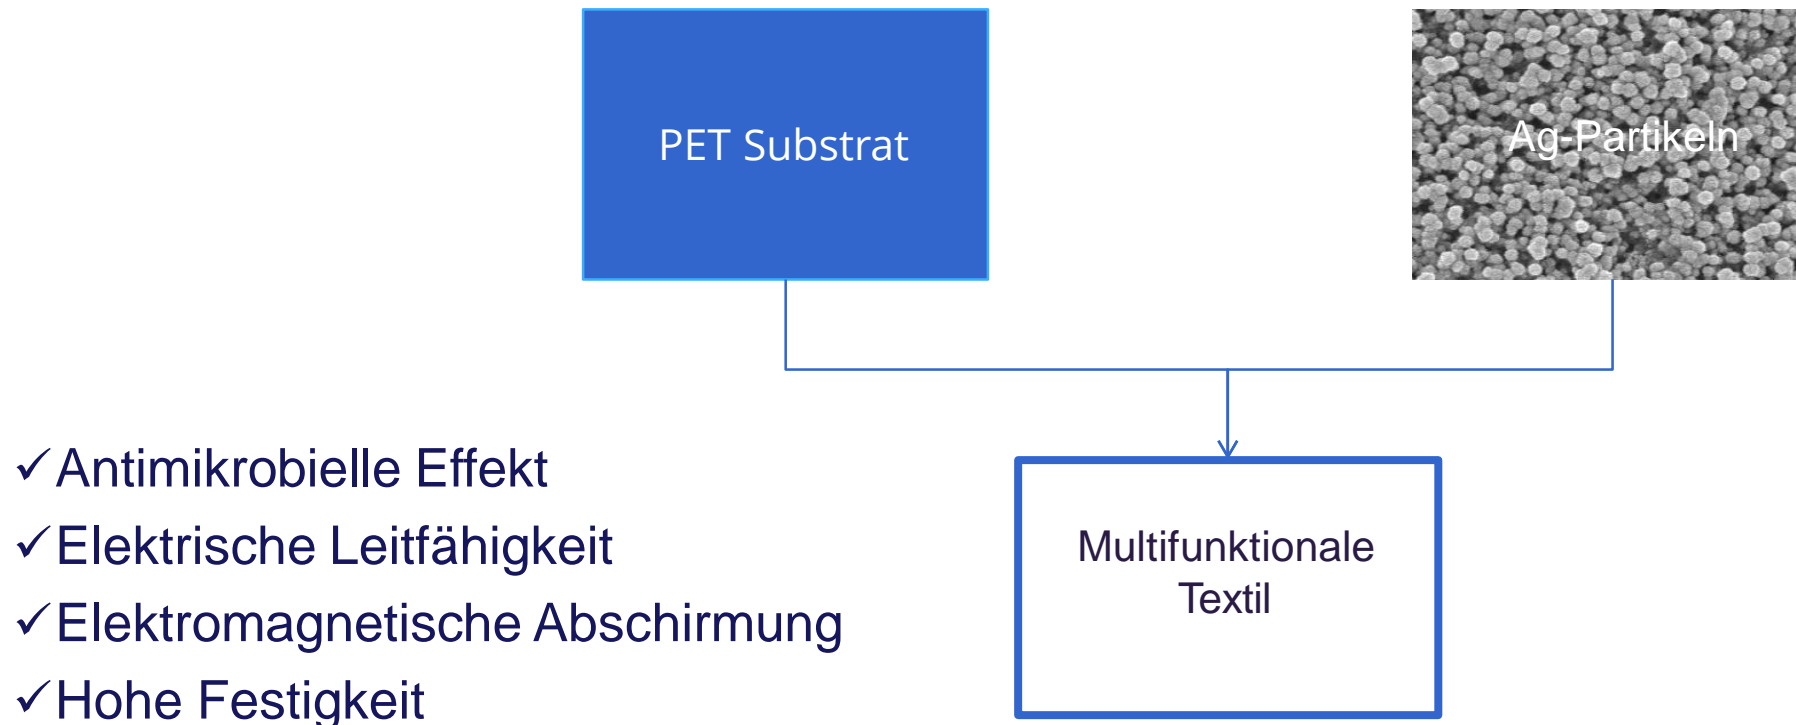 PET Substrat
Ag-Partikeln
✓Antimikrobielle Effekt
✓Elektrische Leitfähigkeit
✓Elektromagnetische Abschirmung
✓Hohe Festigkeit
Multifunktionale
Textil